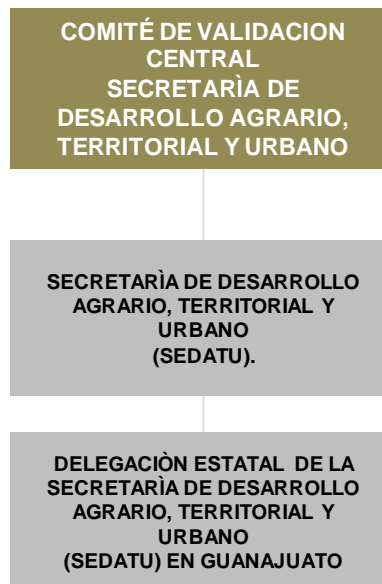 COMITÉ DE VALIDACION
CENTRAL
SECRETARÌA DE
DESARROLLO AGRARIO,
TERRITORIAL Y URBANO
SECRETARÌA DE DESARROLLO
AGRARIO, TERRITORIAL Y
URBANO
(SEDATU).
DELEGACIÒN ESTATAL DE LA
SECRETARÌA DE DESARROLLO
AGRARIO, TERRITORIAL Y
URBANO
(SEDATU) EN GUANAJUATO